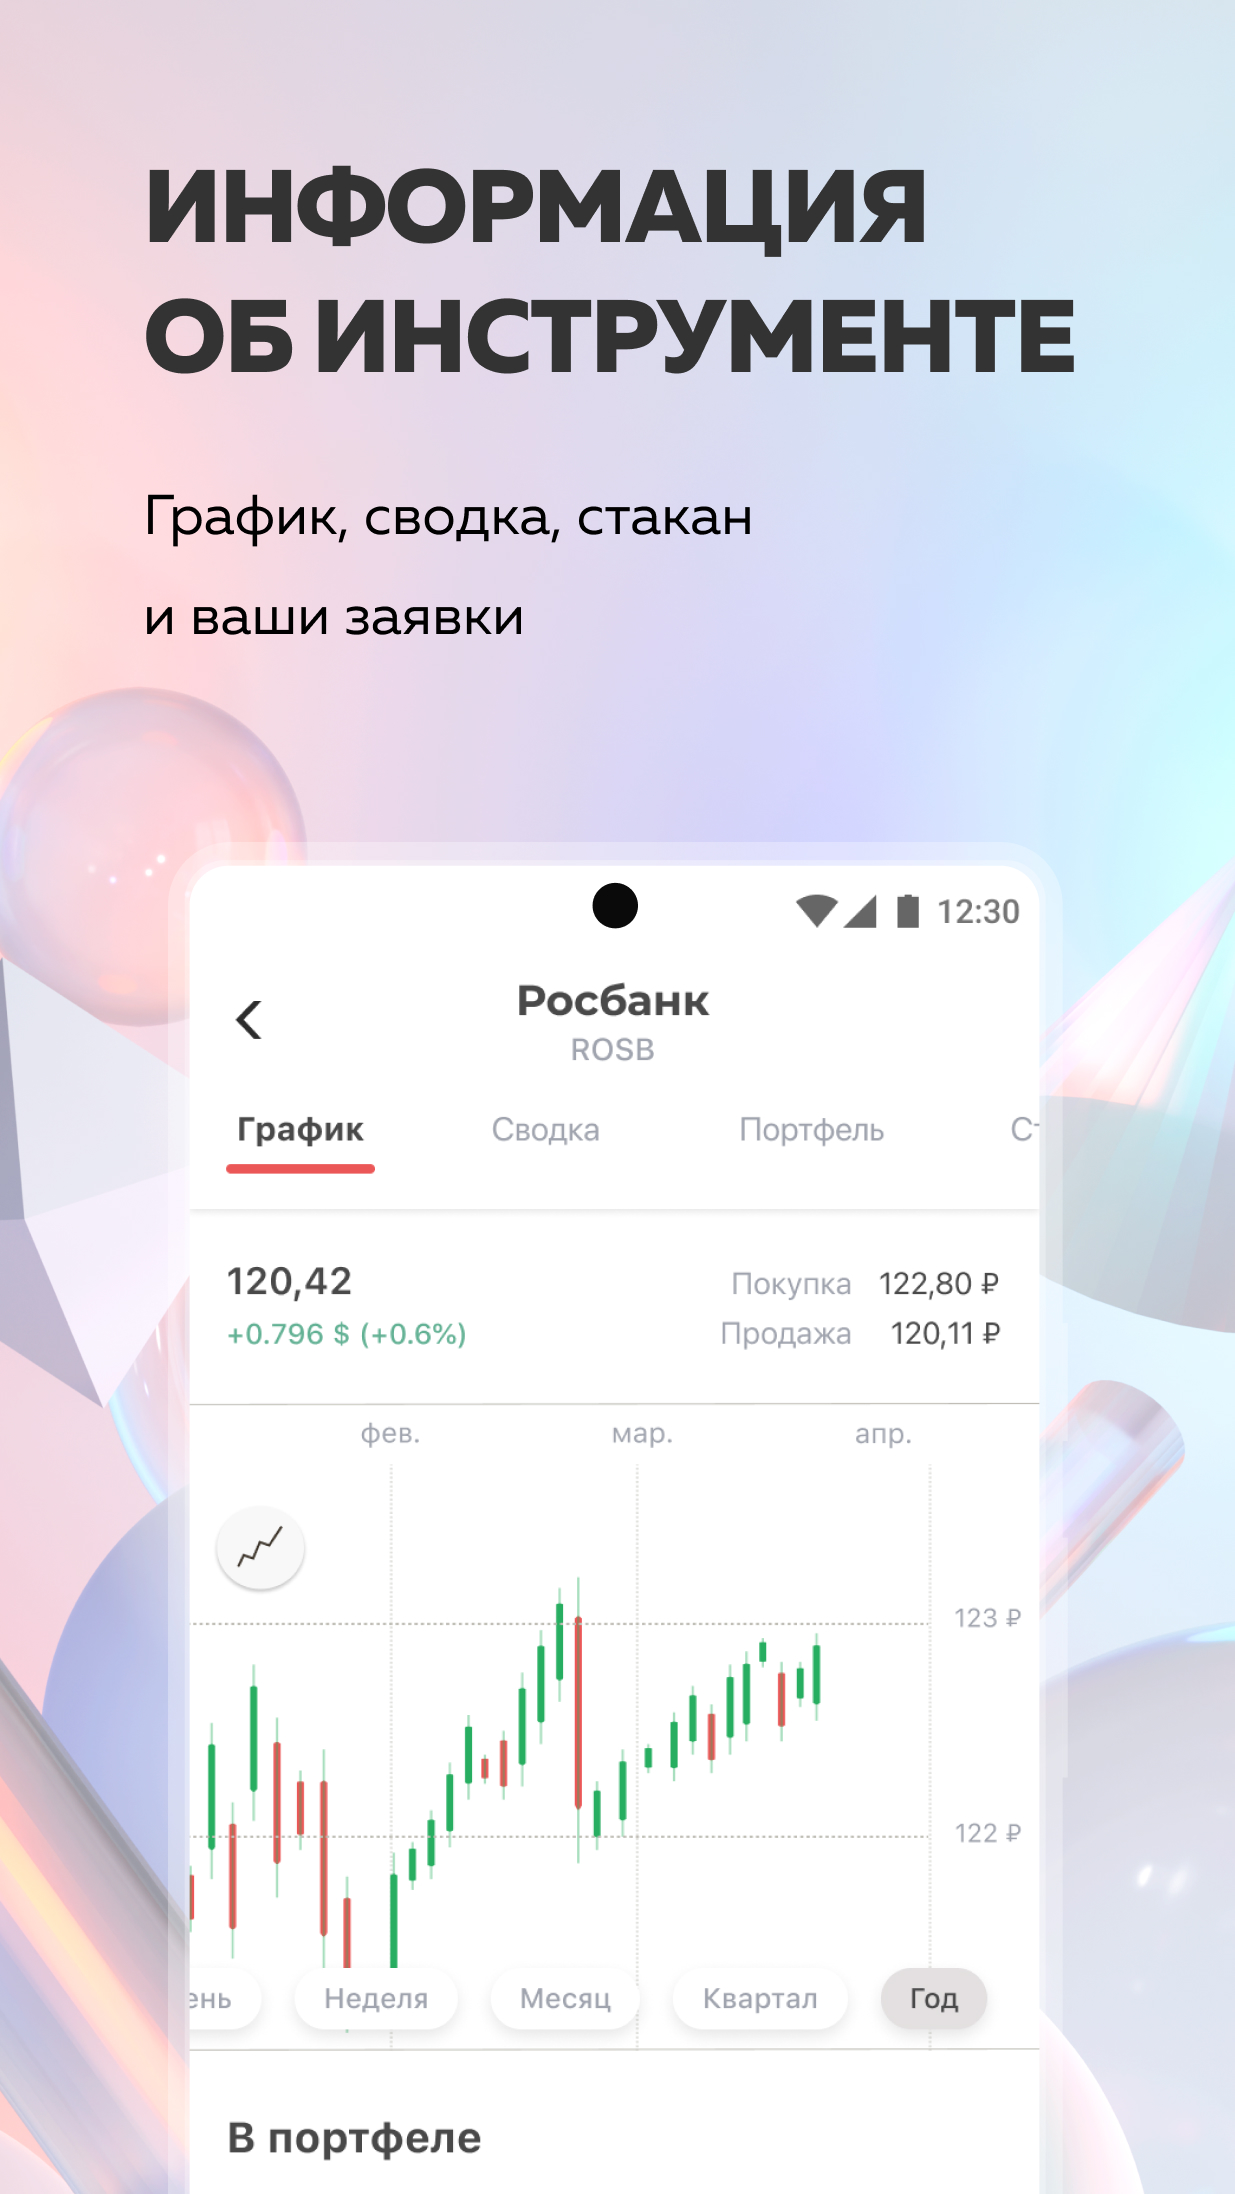 ИНФОРМАЦИЯ
ОБ ИНСТРУМЕНТЕ
График, сводка, стакан
и ваши заявки
12:30
Росбанк
ROSB
График Сводка Портфель
120,42 Покупка 122,80 ₽
+0.796 $ (+0.6%) Продажа 120,11 ₽
фев. мар. апр.
123 ₽
122 ₽
ень Неделя Месяц Квартал Год
В портфеле